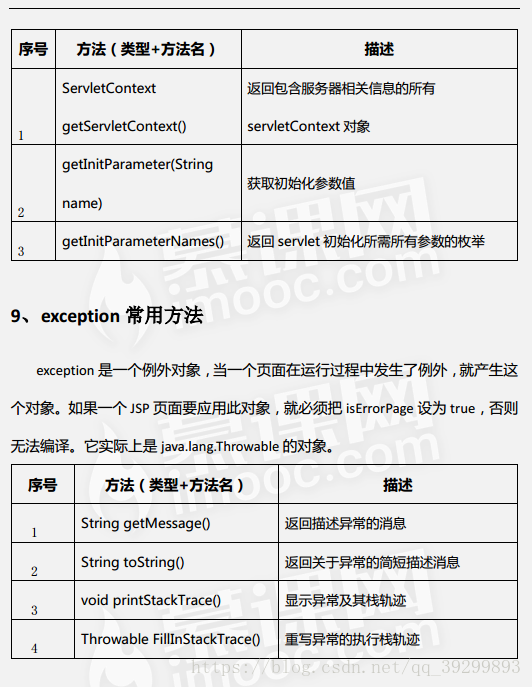 序号 方法（类型+方法名） 描述
ServletContext 返回包含服务器相关信息的所有
1 getServletContext() servletContext 对象
getInitParameter(String
获取初始化参数值
2 name)
3 getInitParameterNames() 返回 servlet 初始化所需所有参数的枚举
9、exception 常用方法
exception 是一个例外对象，当一个页面在运行过程中发生了例外，就产生这
个对象。如果一个 JSP 页面要应用此对象，就必须把 isErrorPage 设为 true，否则
无法编译。它实际上是 java.lang.Throwable 的对象。
序号 方法（类型+方法名） 描述
1 String getMessage() 返回描述异常的消息
2 String toString() 返回关于异常的简短描述消息
3 void printStackTrace() 显示异常及其栈轨迹
4 Throwable FillInStackTrace() 重写异常的执行栈轨迹
慕课网
imooc.com
慕课网
imooc.com
https://blog.csdn.net/qq_39299893